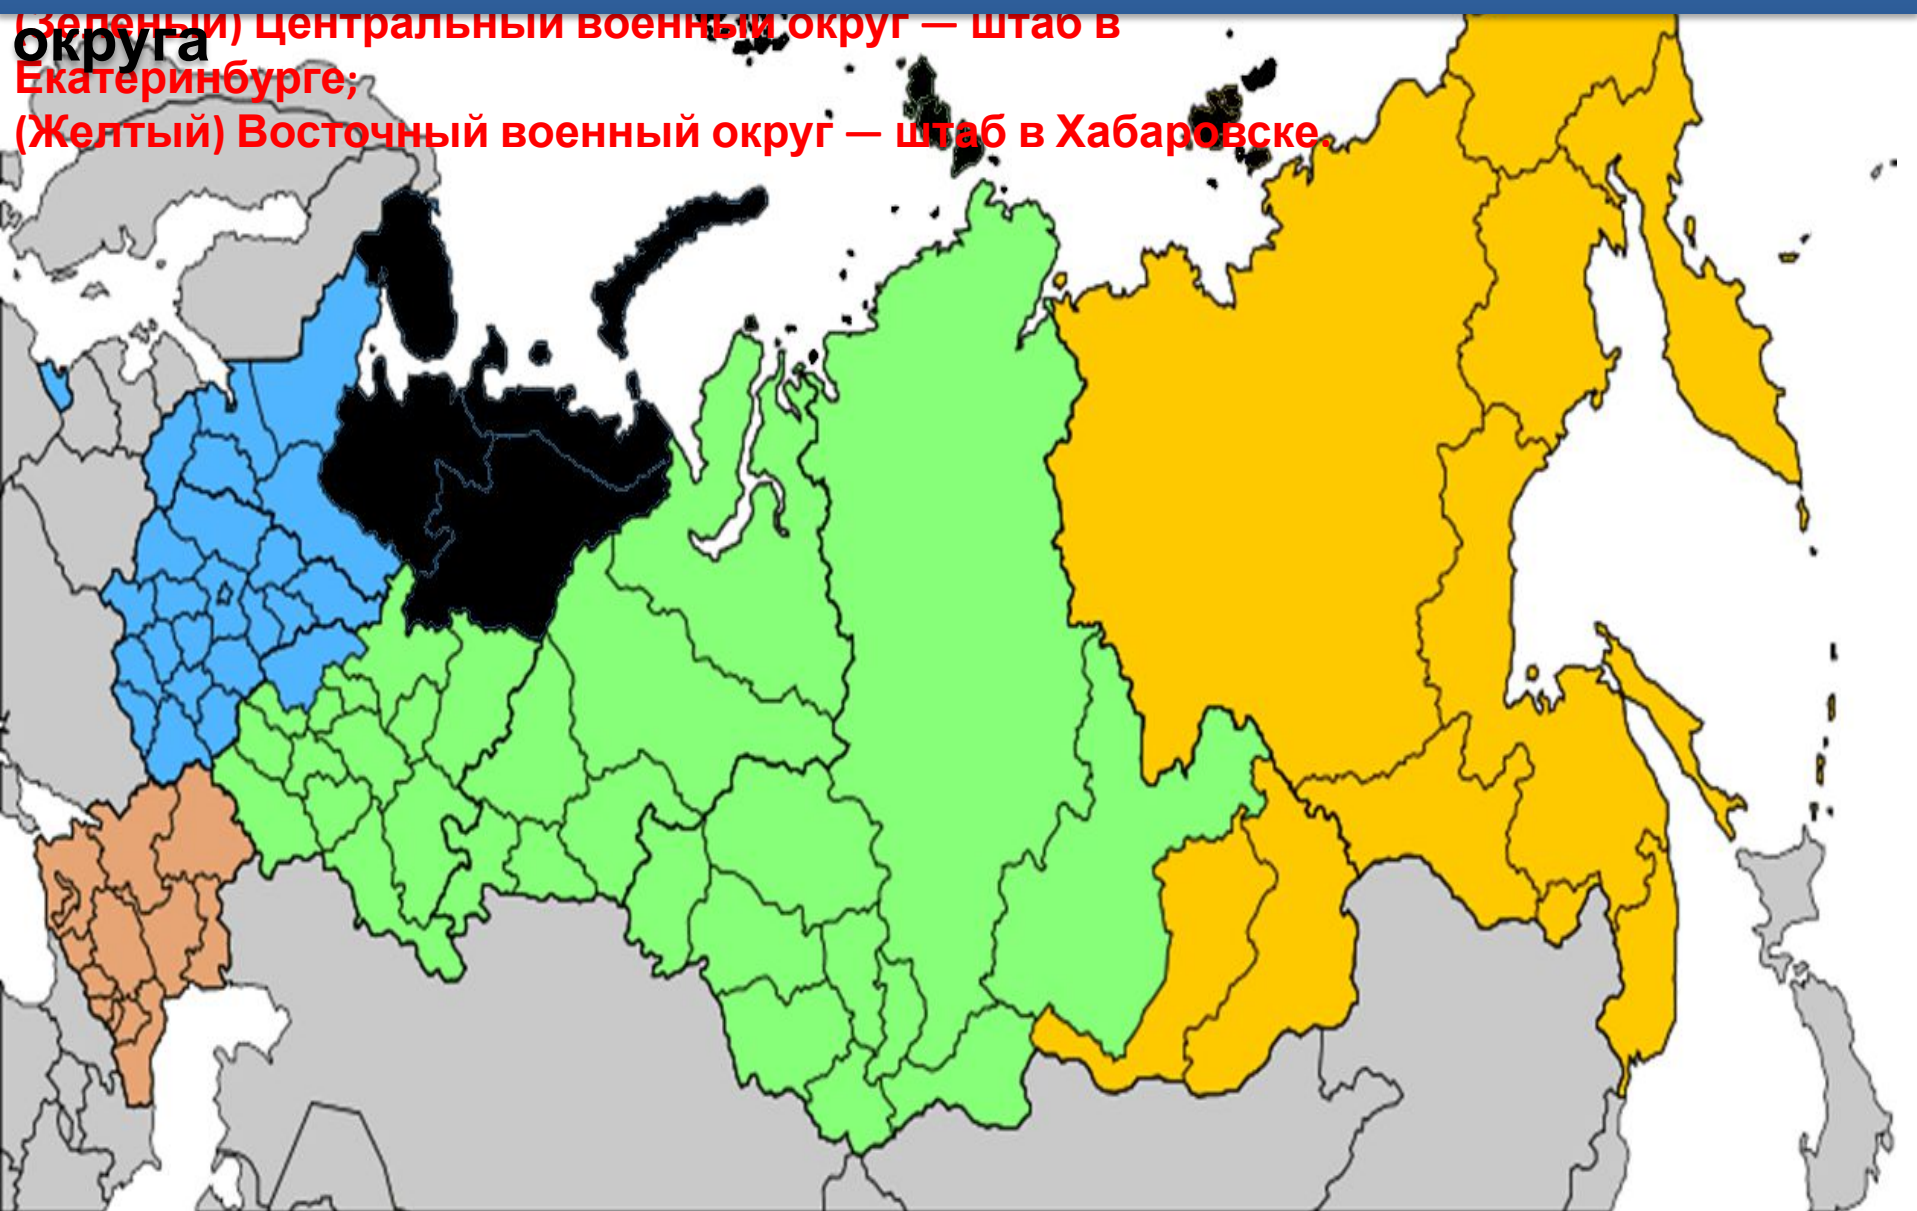 (Зеленый) Центральный военный округ — штаб в
округа
Екатеринбурге;
(Желтый) Восточный военный округ — штаб в Хабаровске.